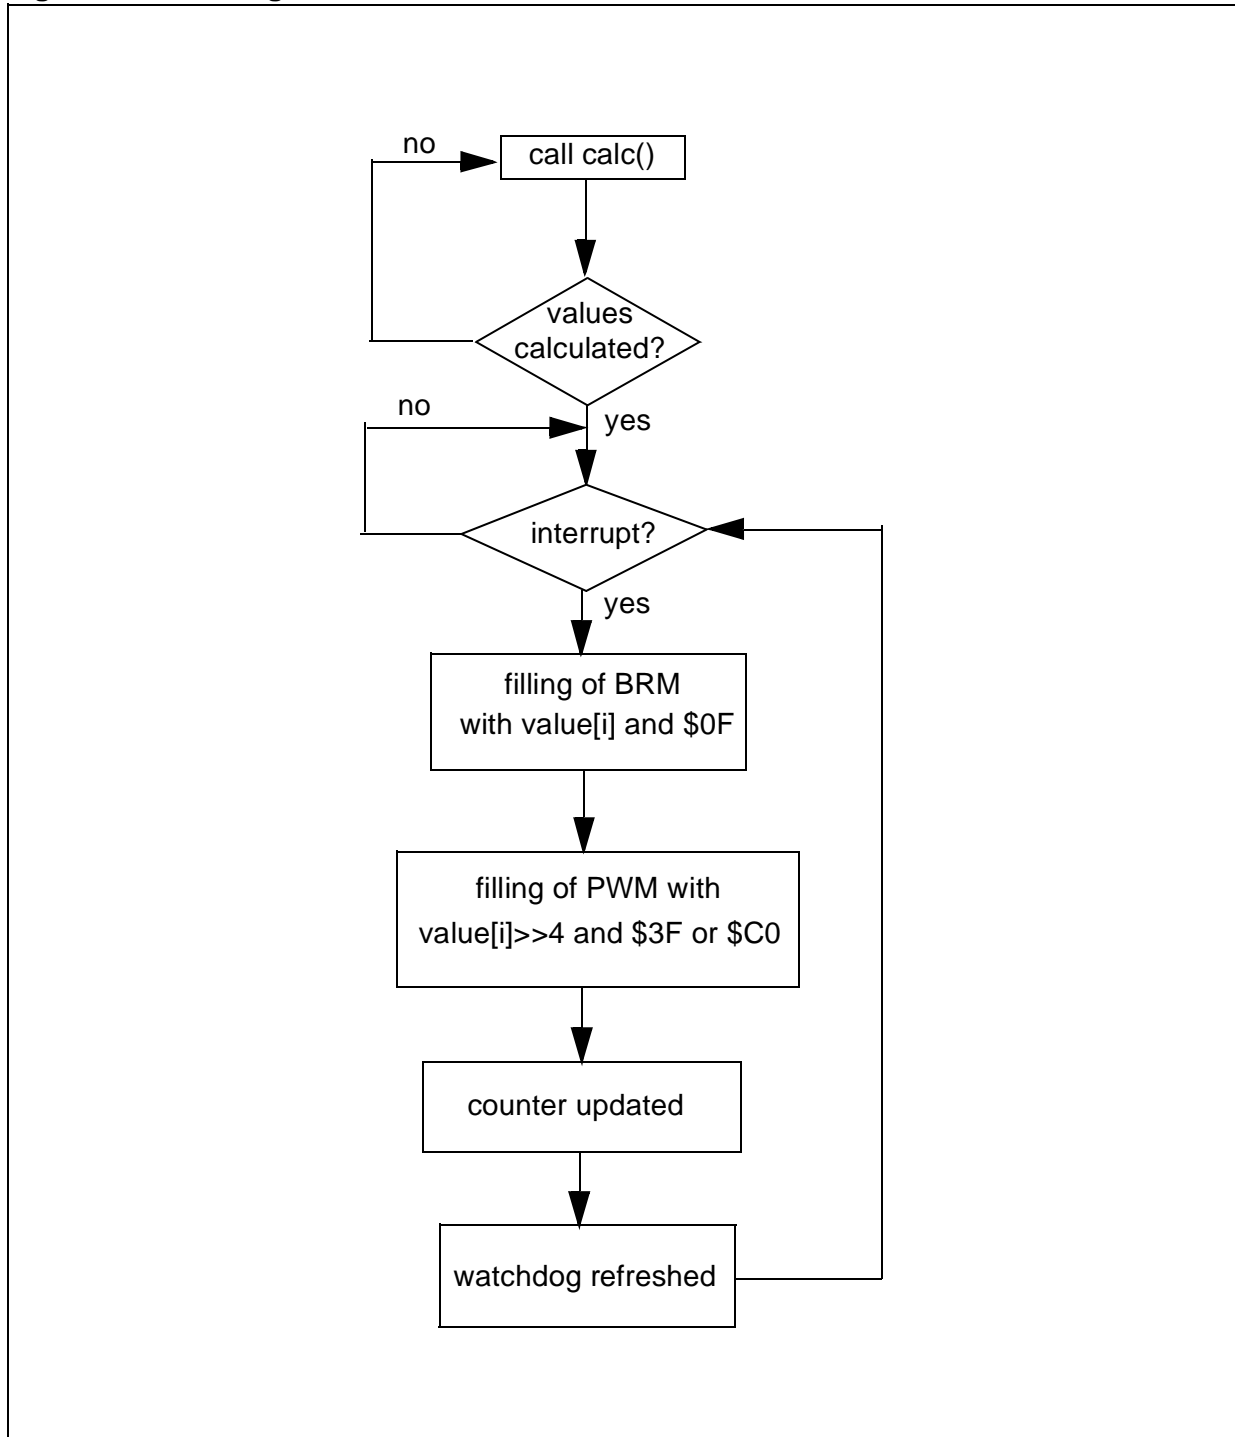 no
call calc()
values
calculated?
no
yes
interrupt?
yes
filling of BRM
with value[i] and $0F
filling of PWM with
value[i]>>4 and $3F or $C0
counter updated
watchdog refreshed